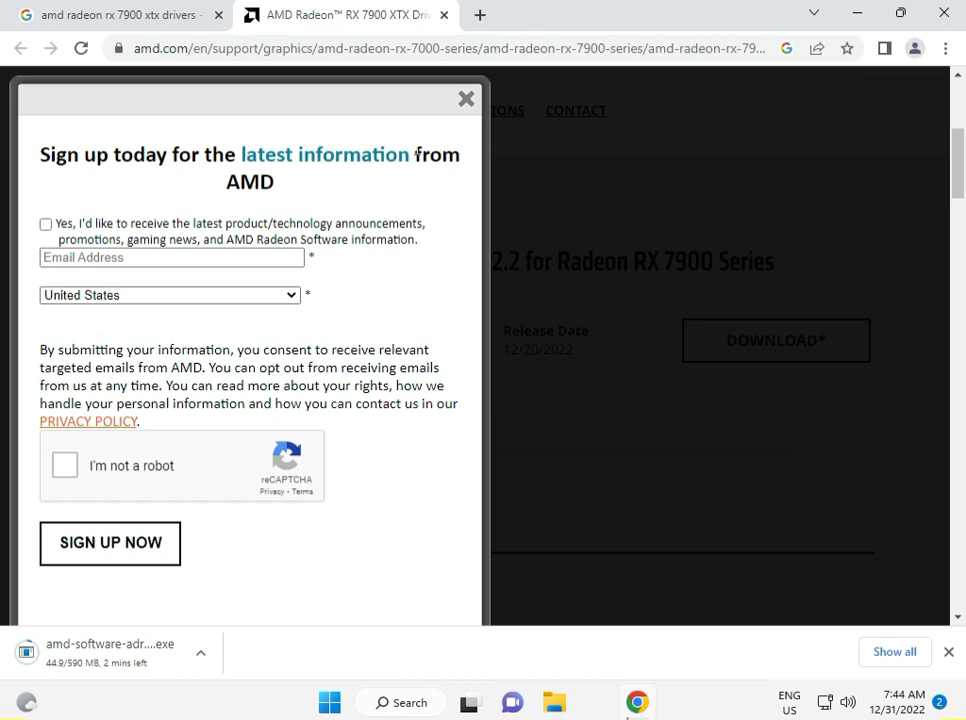 amd radeon rx 7900 xtx drivers -
AMD Radeon™ RX 7900 XTX Driv
amd.com/en/support/graphics/amd-radeon-rx-7000-series/amd-radeon-rx-7900-series/amd-radeon-rx-79...
IONS CONTACT
Sign up today for the latest information from
AMD
Yes, I'd like to receive the latest product/technology announcements,
promotions, gaming news, and AMD Radeon Software information.
Email Address *
United States *
2.2 for Radeon RX 7900 Series
Release Date
12/20/2022
DOWNLOAD*
By submitting your information, you consent to receive relevant
targeted emails from AMD. You can opt out from receiving emails
from us at any time. You can read more about your rights, how we
handle your personal information and how you can contact us in our
PRIVACY POLICY.
I'm not a robot
reCAPTCHA
Privacy - Terms
SIGN UP NOW
amd-software-adr....exe
44.9/590 MB, 2 mins left
Show all
Search
ENG
US
7:44 AM
12/31/2022
2